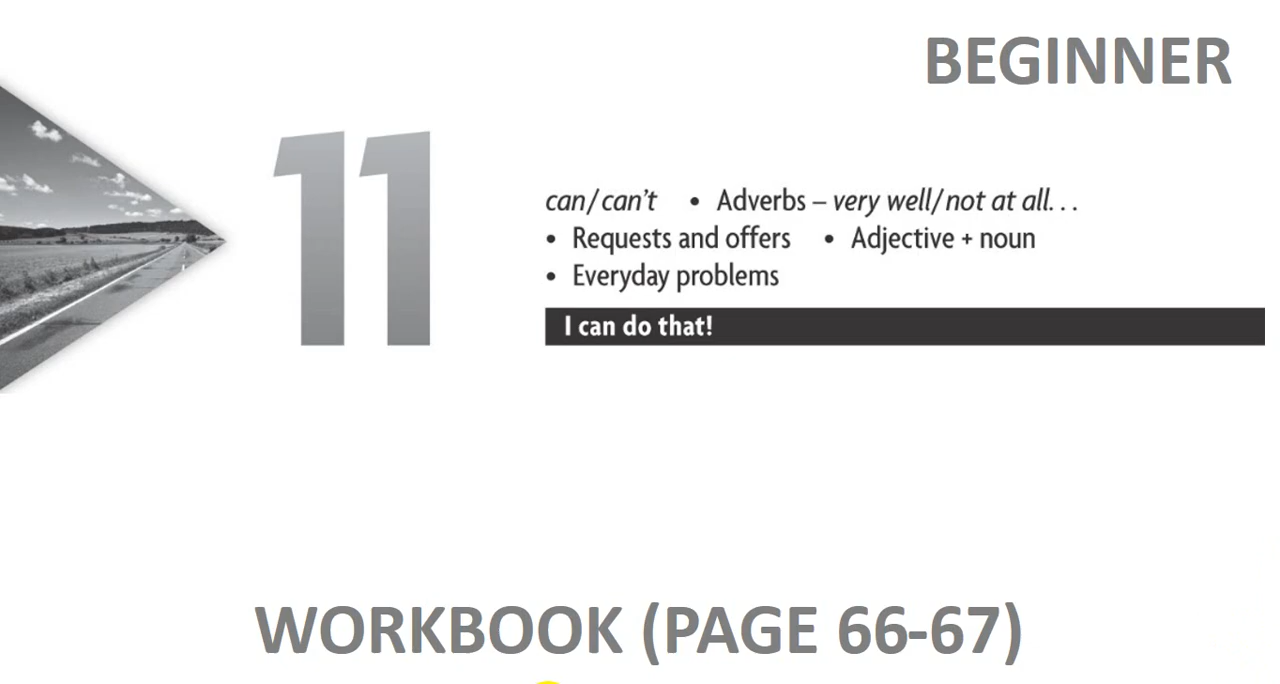 BEGINNER
11
can/can't • Adverbs – very well/not at all. . .
• Requests and offers • Adjective + noun
• Everyday problems
I can do that!
WORKBOOK (PAGE 66-67)